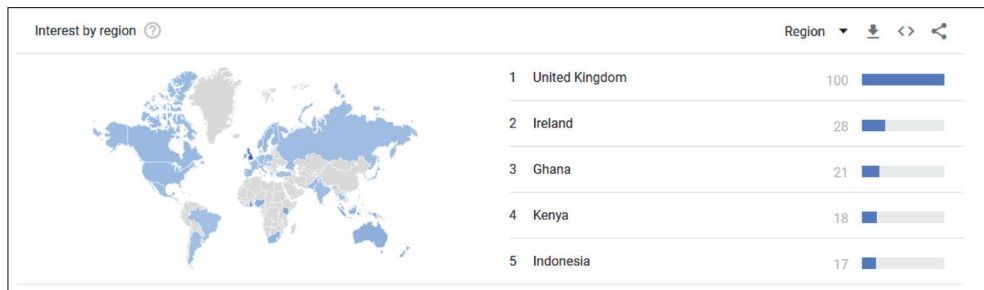 Interest by region ?
Region
1 United Kingdom 100
2 Ireland 28
3 Ghana 21
4 Kenya 18
5 Indonesia 17